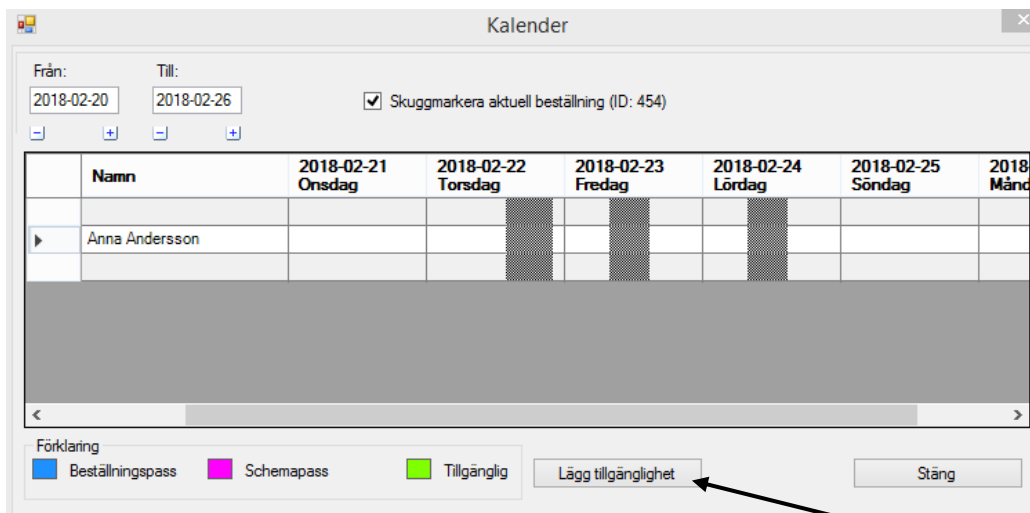 Kalender
Från: Till:
2018-02-20 2018-02-26 Skuggmarkera aktuell beställning (ID: 454)
Namn 2018-02-21 Onsdag 2018-02-22 Torsdag 2018-02-23 Fredag 2018-02-24 Lördag 2018-02-25 Söndag 2018 Månd
Anna Andersson
Förklaring
Beställningspass Schemapass Tillgänglig Lägg tillgänglighet Stäng